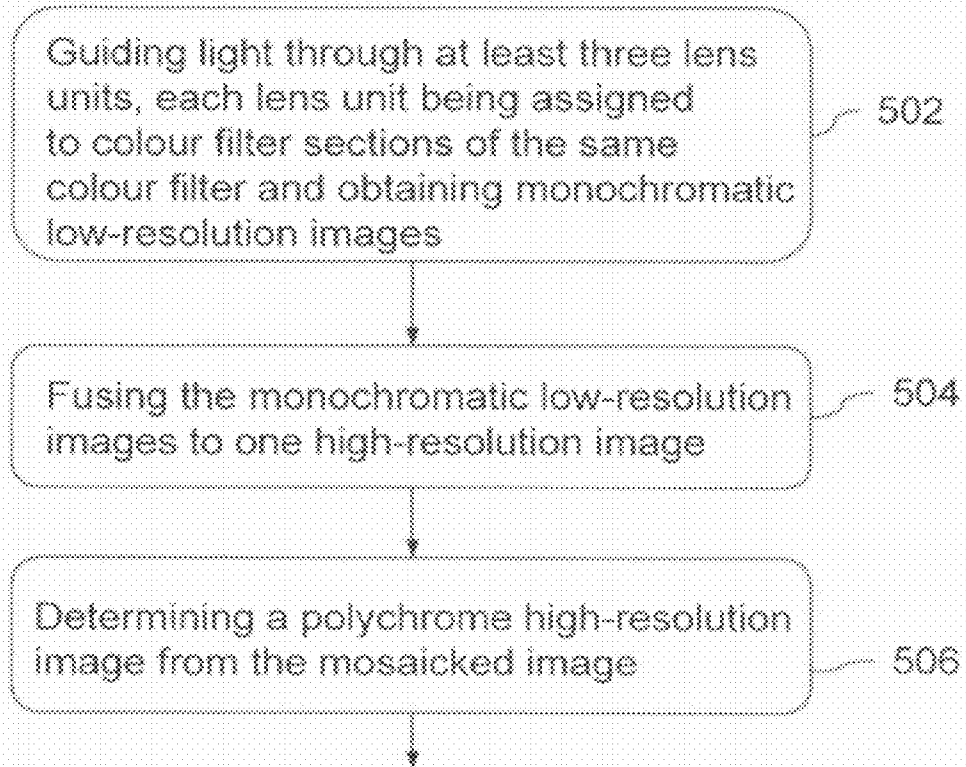 Guiding light through at least three lens
units, each lens unit being assigned
to colour filter sections of the same
colour filter and obtaining monochromatic
low-resolution images
502
Fusing the monochromatic low-resolution
images to one high-resolution image
504
Determining a polychrome high-resolution
image from the mosaicked image
506